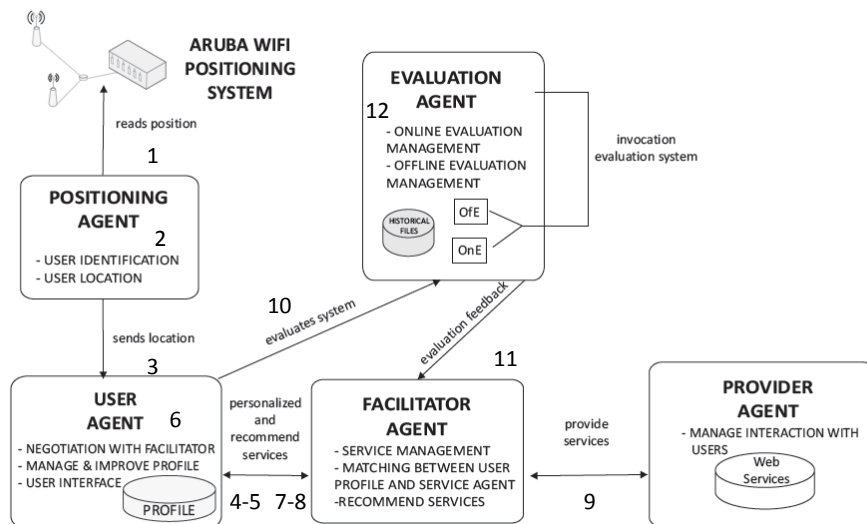 ARUBA WIFI
POSITIONING
SYSTEM
reads position
1
POSITIONING
AGENT
2
- USER IDENTIFICATION
- USER LOCATION
sends location
3
USER
AGENT
6
- NEGOTIATION WITH FACILITATOR
- MANAGE & IMPROVE PROFILE
- USER INTERFACE
PROFILE
personalized
and
recommend
services
4-5 7-8
10
evaluates system
EVALUATION
AGENT
12
- ONLINE EVALUATION
MANAGEMENT
- OFFLINE EVALUATION
MANAGEMENT
HISTORICAL
FILES
OfE
OnE
invocation
evaluation system
evaluation feedback
11
FACILITATOR
AGENT
- SERVICE MANAGEMENT
- MATCHING BETWEEN USER
PROFILE AND SERVICE AGENT
-RECOMMEND SERVICES
provide
services
9
PROVIDER
AGENT
- MANAGE INTERACTION WITH
USERS
Web
Services